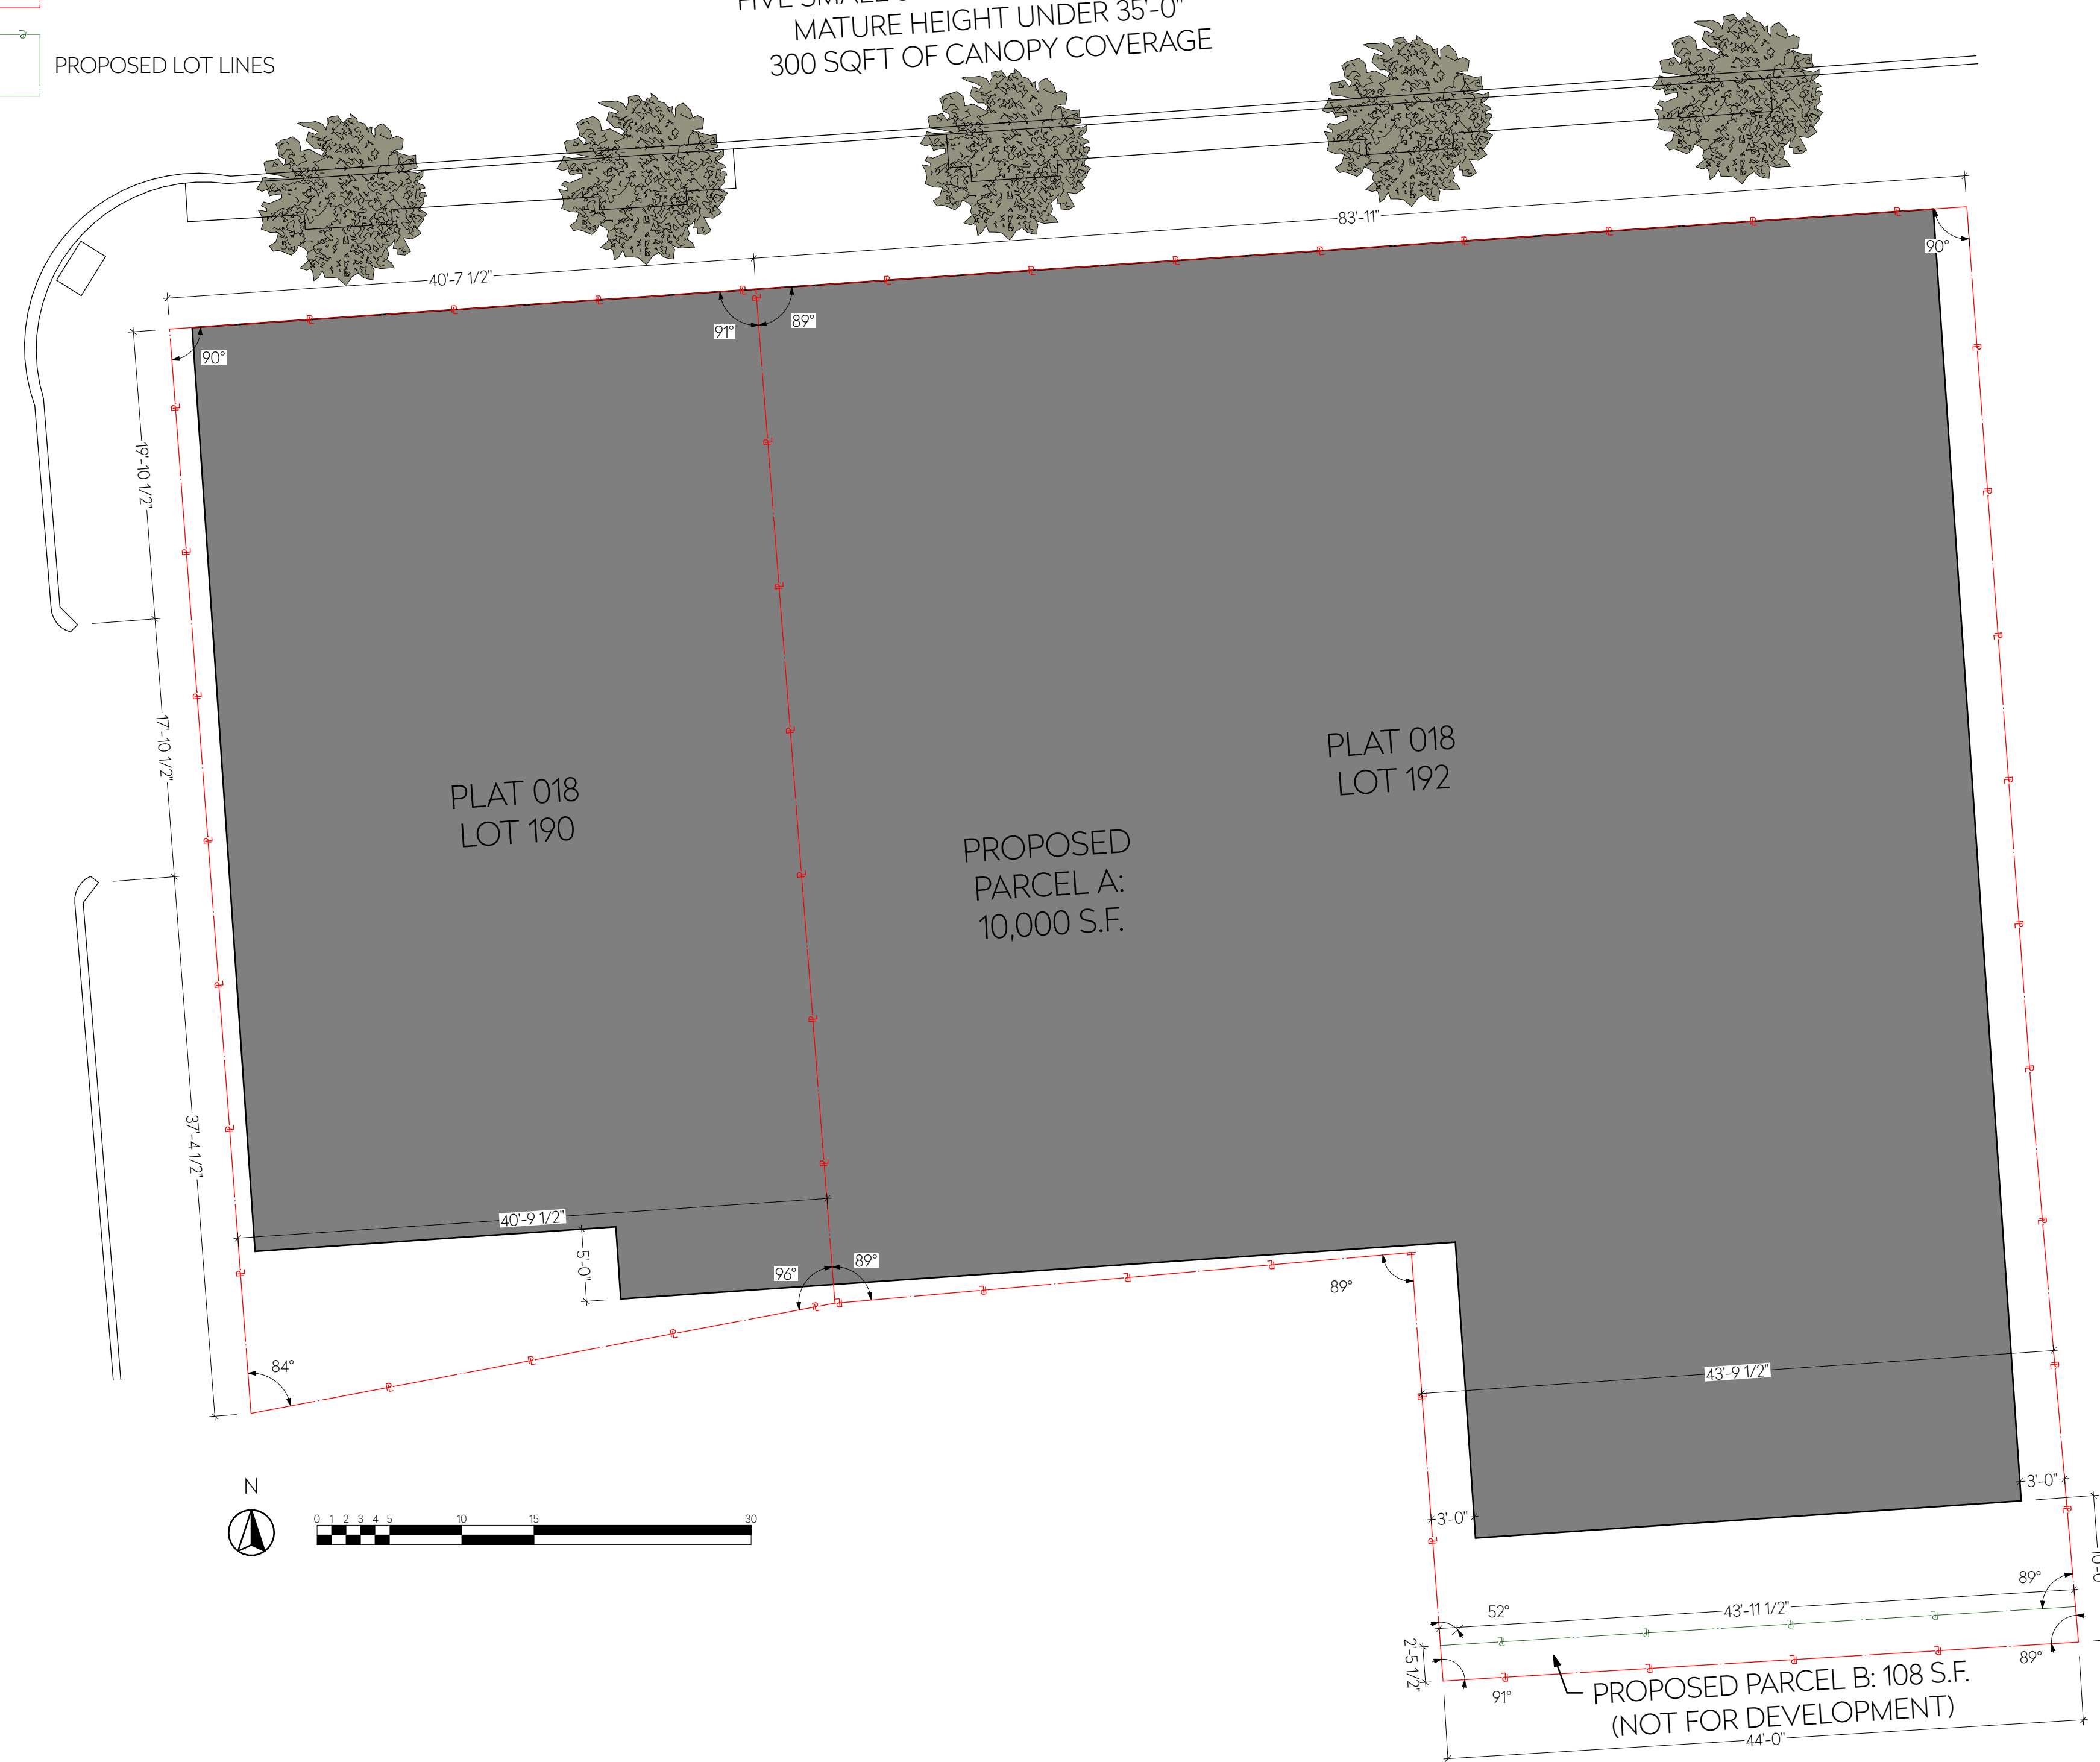 MATURE HEIGHT UNDER 35'-0"
300 SQFT OF CANOPY COVERAGE
PROPOSED LOT LINES
83'-11"
90°
40'-7 1/2"
91°
89°
90°
19'-10 1/2"
17'-10 1/2"
37'-4 1/2"
PLAT 018
LOT 190
PLAT 018
LOT 192
PROPOSED
PARCEL A:
10,000 S.F.
40'-9 1/2"
5'-0"
96°
89°
89°
84°
43'-9 1/2"
3'-0"
3'-0"
N
0 1 2 3 4 5 10 15 30
89°
52°
43'-11 1/2"
2'-5 1/2"
91°
89°
PROPOSED PARCEL B: 108 S.F.
(NOT FOR DEVELOPMENT)
44'-0"